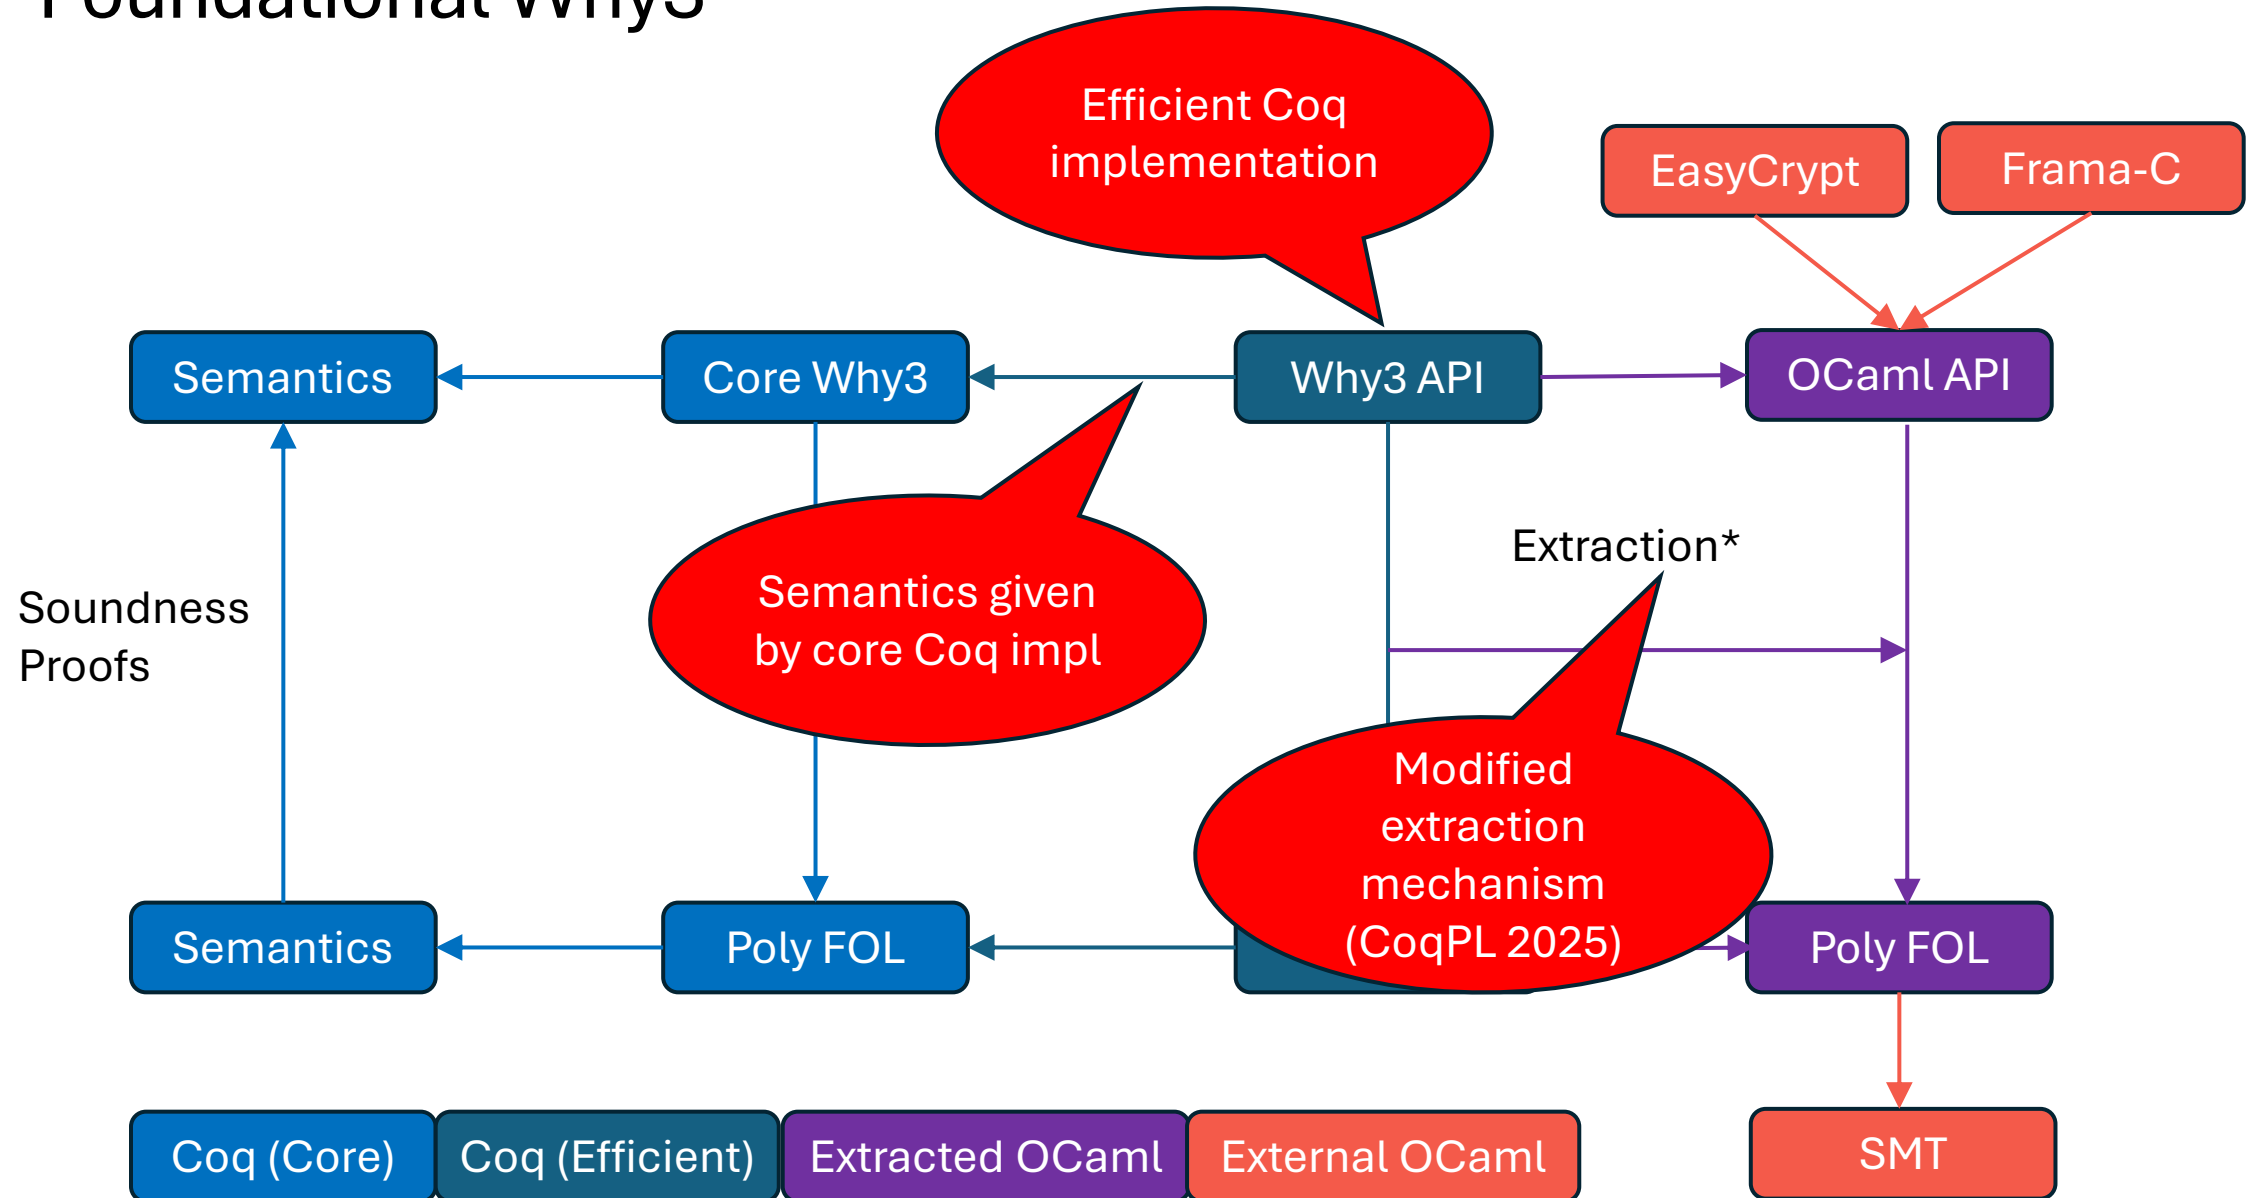 Foundational Why3
Efficient Coq
implementation
EasyCrypt
Frama-C
Semantics
Core Why3
Why3 API
OCaml API
Extraction*
Soundness
Proofs
Semantics given
by core Coq impl
Modified
extraction
mechanism
(CoqPL 2025)
Semantics
Poly FOL
Poly FOL
Coq (Core)
Coq (Efficient)
Extracted OCaml
External OCaml
SMT